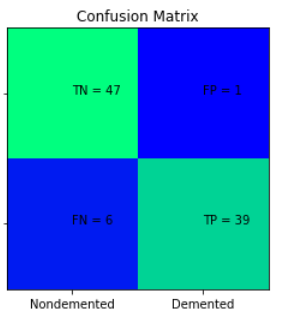 Confusion Matrix
TN = 47 FP = 1
FN = 6 TP = 39
Nondemented Demented